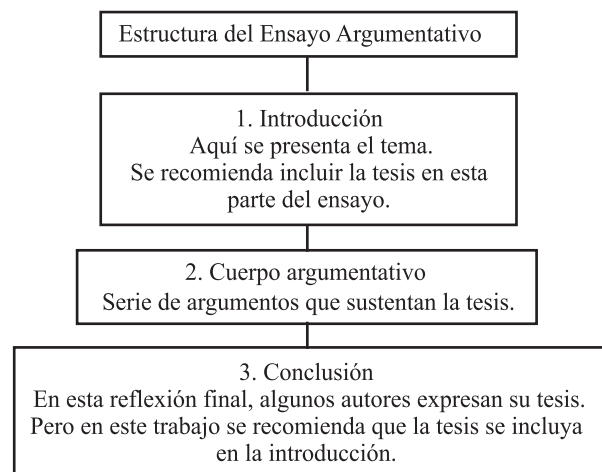 Estructura del Ensayo Argumentativo
1. Introducción
Aquí se presenta el tema.
Se recomienda incluir la tesis en esta
parte del ensayo.
2. Cuerpo argumentativo
Serie de argumentos que sustentan la tesis.
3. Conclusión
En esta reflexión final, algunos autores expresan su tesis.
Pero en este trabajo se recomienda que la tesis se incluya
en la introducción.